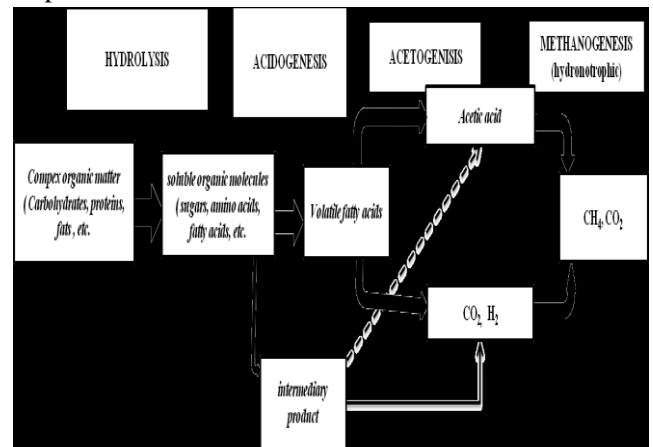 HYDROLYSIS
ACIDOGENESIS
ACETOGENISIS
METHANOGENESIS
(hydronotrophic)
Acetic acid
Compex organic matter
( Carbohydrates, proteins,
fats , etc.
soluble organic molecules
( sugars, amino acids,
fatty acids, etc.
Volatile fatty acids
CH₄, CO₂
CO₂, H₂
intermediary
product